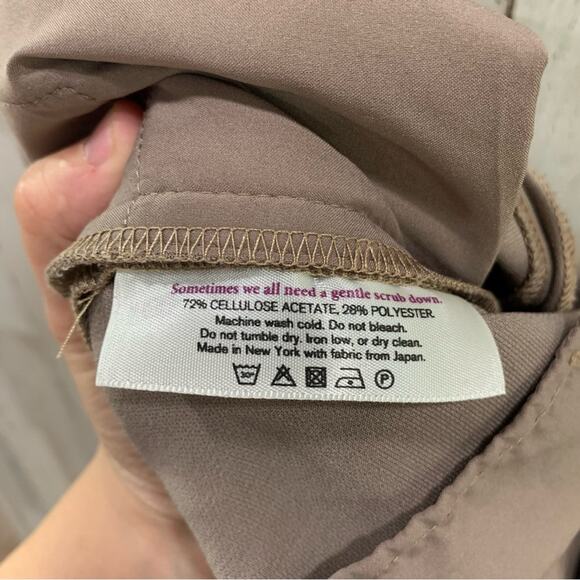 Sometimes we all need a gentle scrub down.
72% CELLULOSE ACETATE, 28% POLYESTER.
Machine wash cold. Do not bleach.
Do not tumble dry. Iron low, or dry clean.
Made in New York with fabric from Japan.
30° P